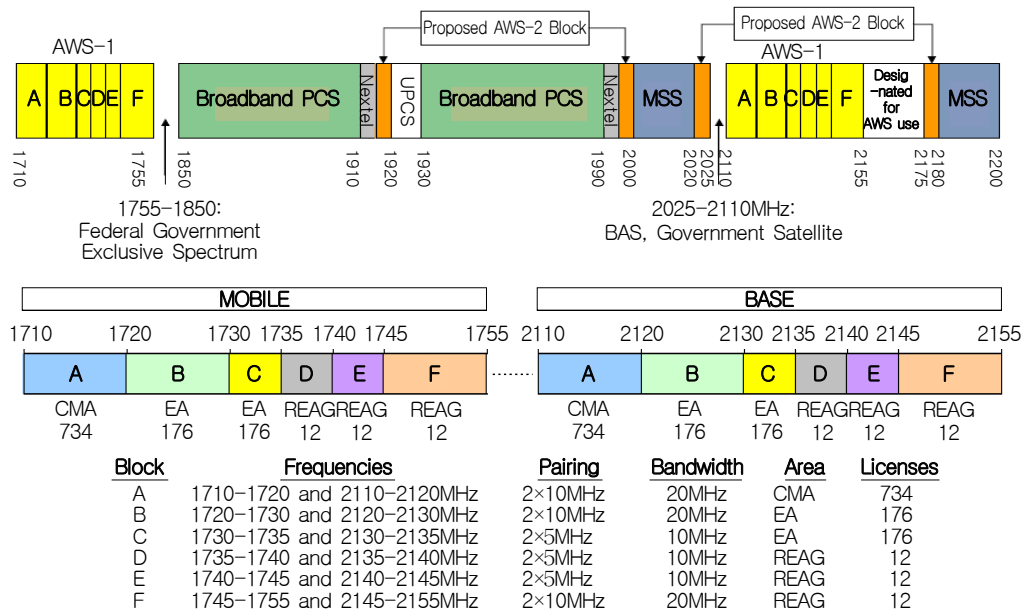 Proposed AWS-2 Block
Proposed AWS-2 Block
AWS-1
AWS-1
A B C D E F
Broadband PCS
Nextel
UPCS
Broadband PCS
Nextel
MSS
A B C D E F
Desig
-nated
for
AWS use
MSS
1710 1755 1850 1910 1920 1930 1990 2000 2020 2025 2110 2155 2175 2180 2200
1755-1850:
Federal Government
Exclusive Spectrum
2025-2110MHz:
BAS, Government Satellite
MOBILE BASE
1710 1720 1730 1735 1740 1745 1755 2110 2120 2130 2135 2140 2145 2155
A B C D E F A B C D E F
CMA EA EA REAG REAG REAG CMA EA EA REAG REAG REAG
734 176 176 12 12 12 734 176 176 12 12 12
Block Frequencies Pairing Bandwidth Area Licenses
A 1710-1720 and 2110-2120MHz 2×10MHz 20MHz CMA 734
B 1720-1730 and 2120-2130MHz 2×10MHz 20MHz EA 176
C 1730-1735 and 2130-2135MHz 2×5MHz 10MHz EA 176
D 1735-1740 and 2135-2140MHz 2×5MHz 10MHz REAG 12
E 1740-1745 and 2140-2145MHz 2×5MHz 10MHz REAG 12
F 1745-1755 and 2145-2155MHz 2×10MHz 20MHz REAG 12